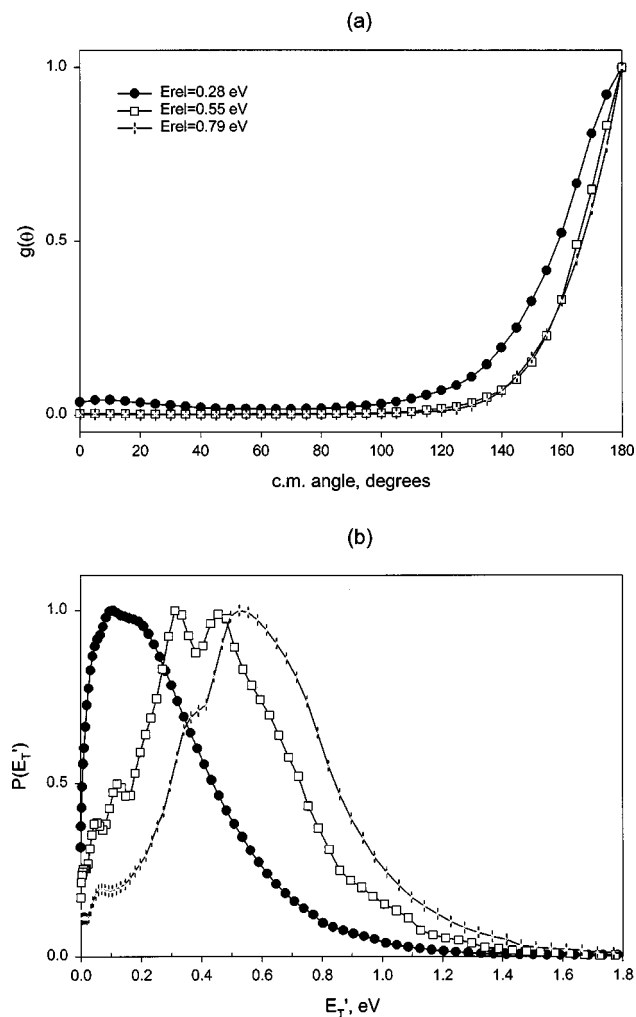 (a)
1.0
Erel=0.28 eV
Erel=0.55 eV
Erel=0.79 eV
g(θ)
0.5
0.0
0 20 40 60 80 100 120 140 160 180
c.m. angle, degrees
(b)
1.0
P(E_T')
0.5
0.0
0.0 0.2 0.4 0.6 0.8 1.0 1.2 1.4 1.6 1.8
E_T', eV